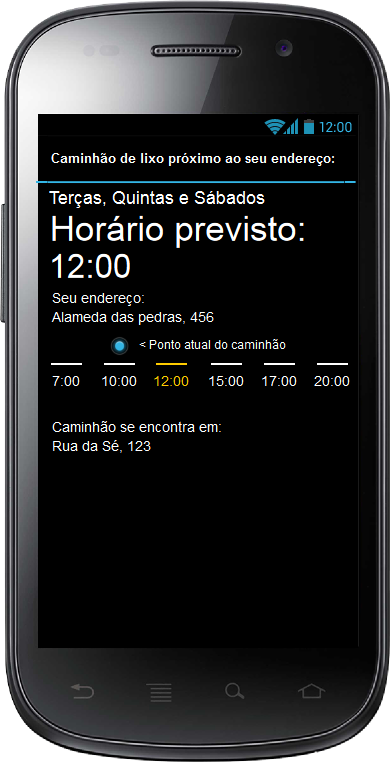 12:00
Caminhão de lixo próximo ao seu endereço:
Terças, Quintas e Sábados
Horário previsto:
12:00
Seu endereço:
Alameda das pedras, 456
< Ponto atual do caminhão
7:00 10:00 12:00 15:00 17:00 20:00
Caminhão se encontra em:
Rua da Sé, 123